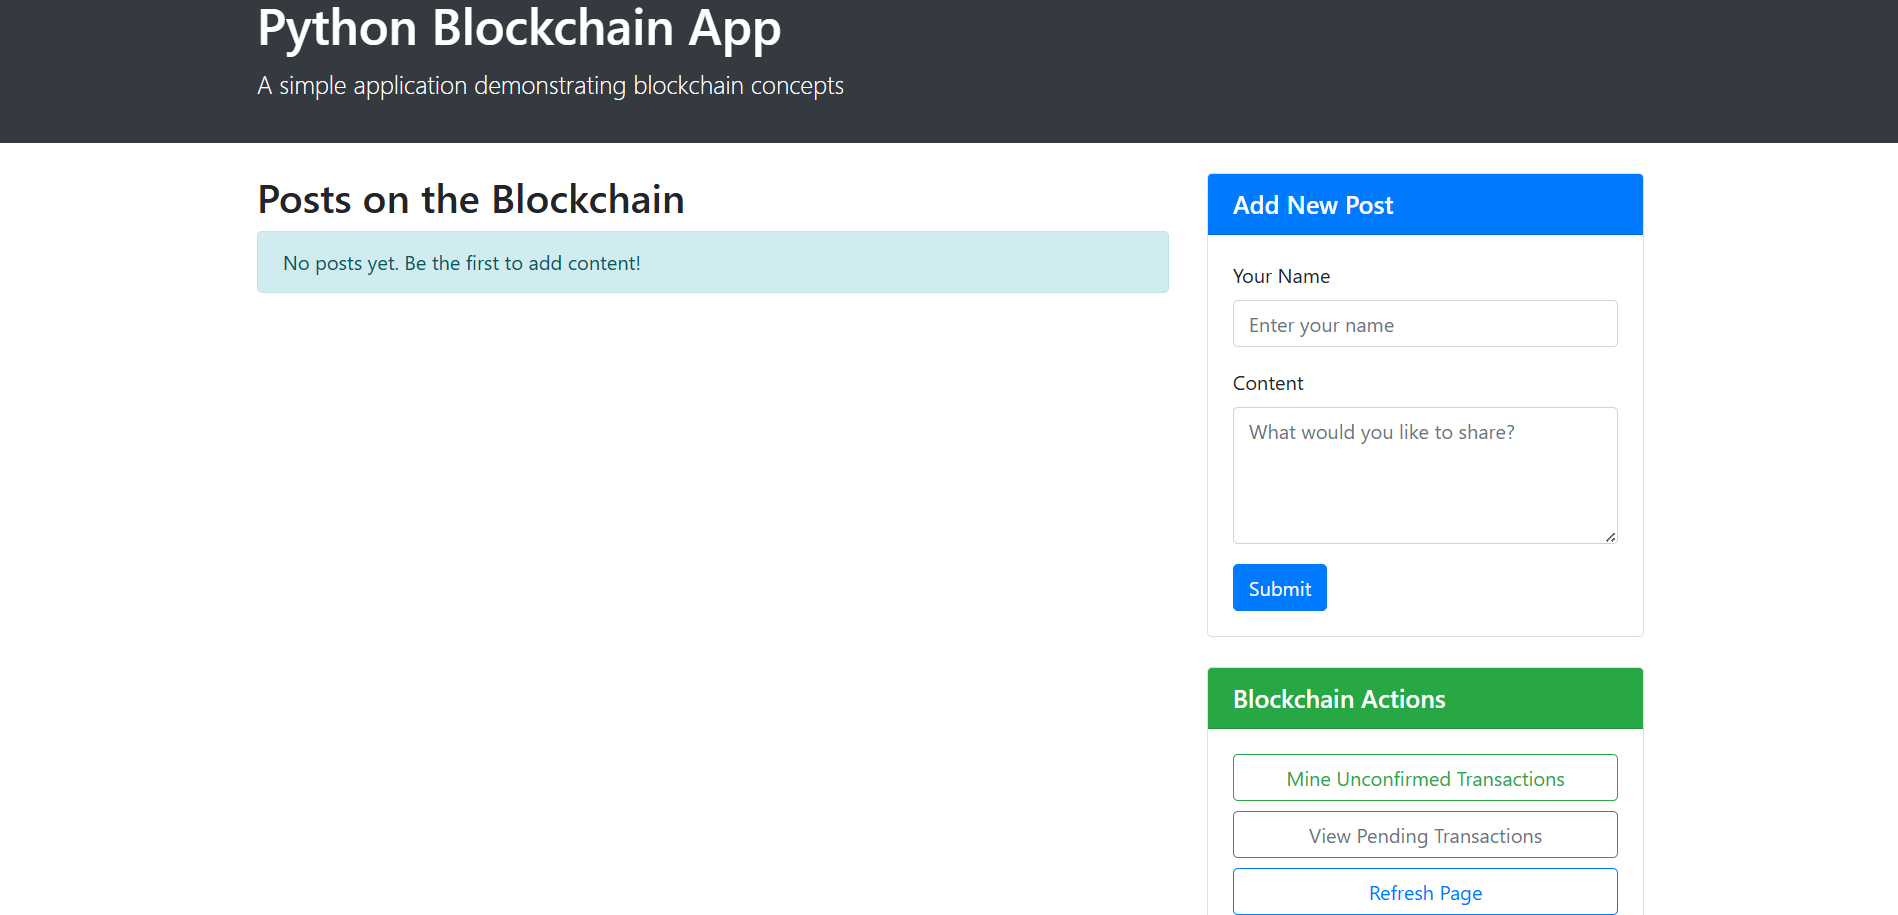 Python Blockchain App
A simple application demonstrating blockchain concepts
Posts on the Blockchain
No posts yet. Be the first to add content!
Add New Post
Your Name
Enter your name
Content
What would you like to share?
Submit
Blockchain Actions
Mine Unconfirmed Transactions
View Pending Transactions
Refresh Page